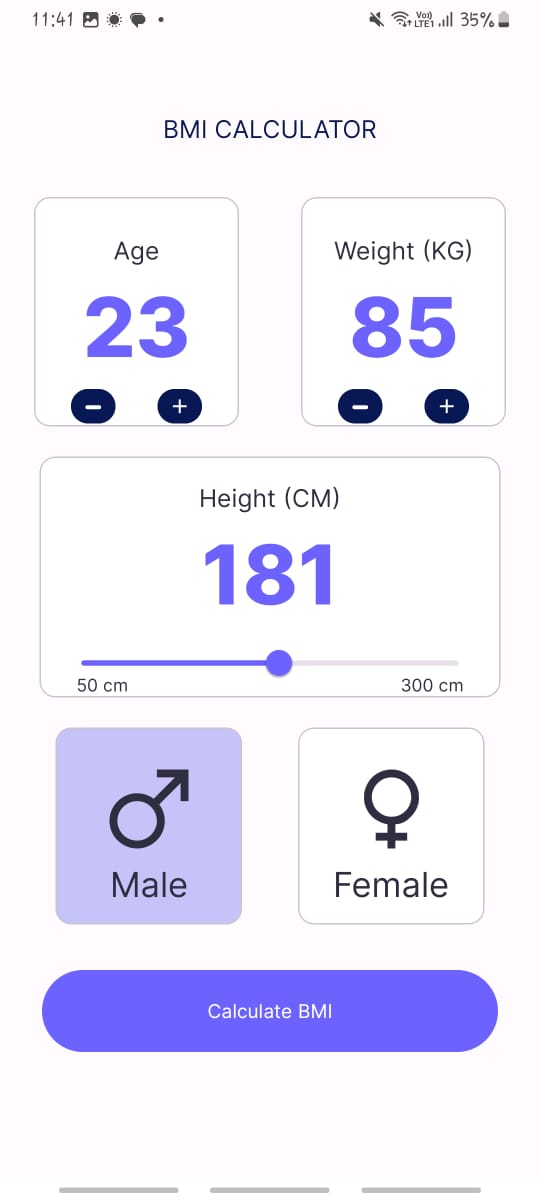 11:41 Vo)) LTE1 35%
BMI CALCULATOR
Age Weight (KG)
23 85
− + − +
Height (CM)
181
50 cm 300 cm
Male Female
Calculate BMI